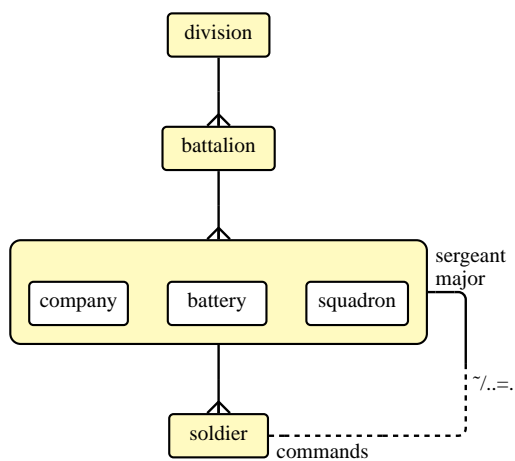 division
battalion
sergeant
major
company
battery
squadron
˜/..=.
soldier
commands